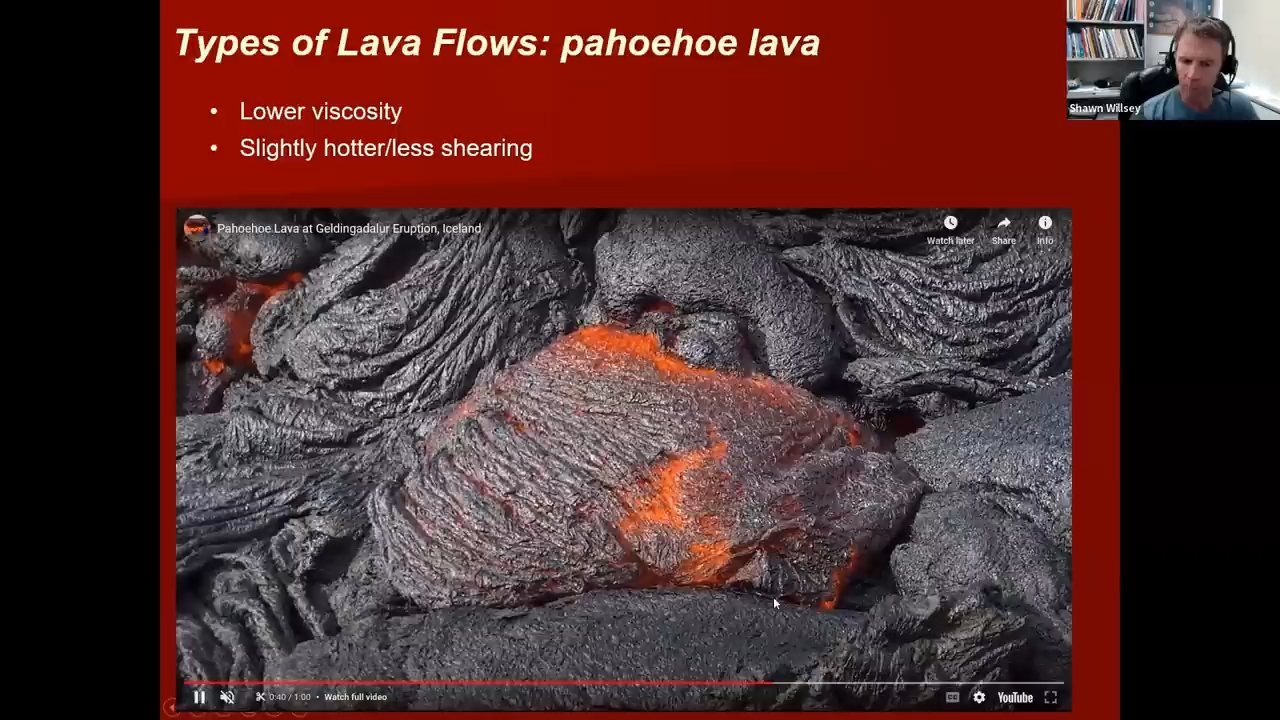 Types of Lava Flows: pahoehoe lava
Shawn Willsey
• Lower viscosity
• Slightly hotter/less shearing
Pahoehoe Lava at Geldingadalur Eruption, Iceland
Watch later
Share
Info
0:40 / 1:00 • Watch full video
CC
YouTube